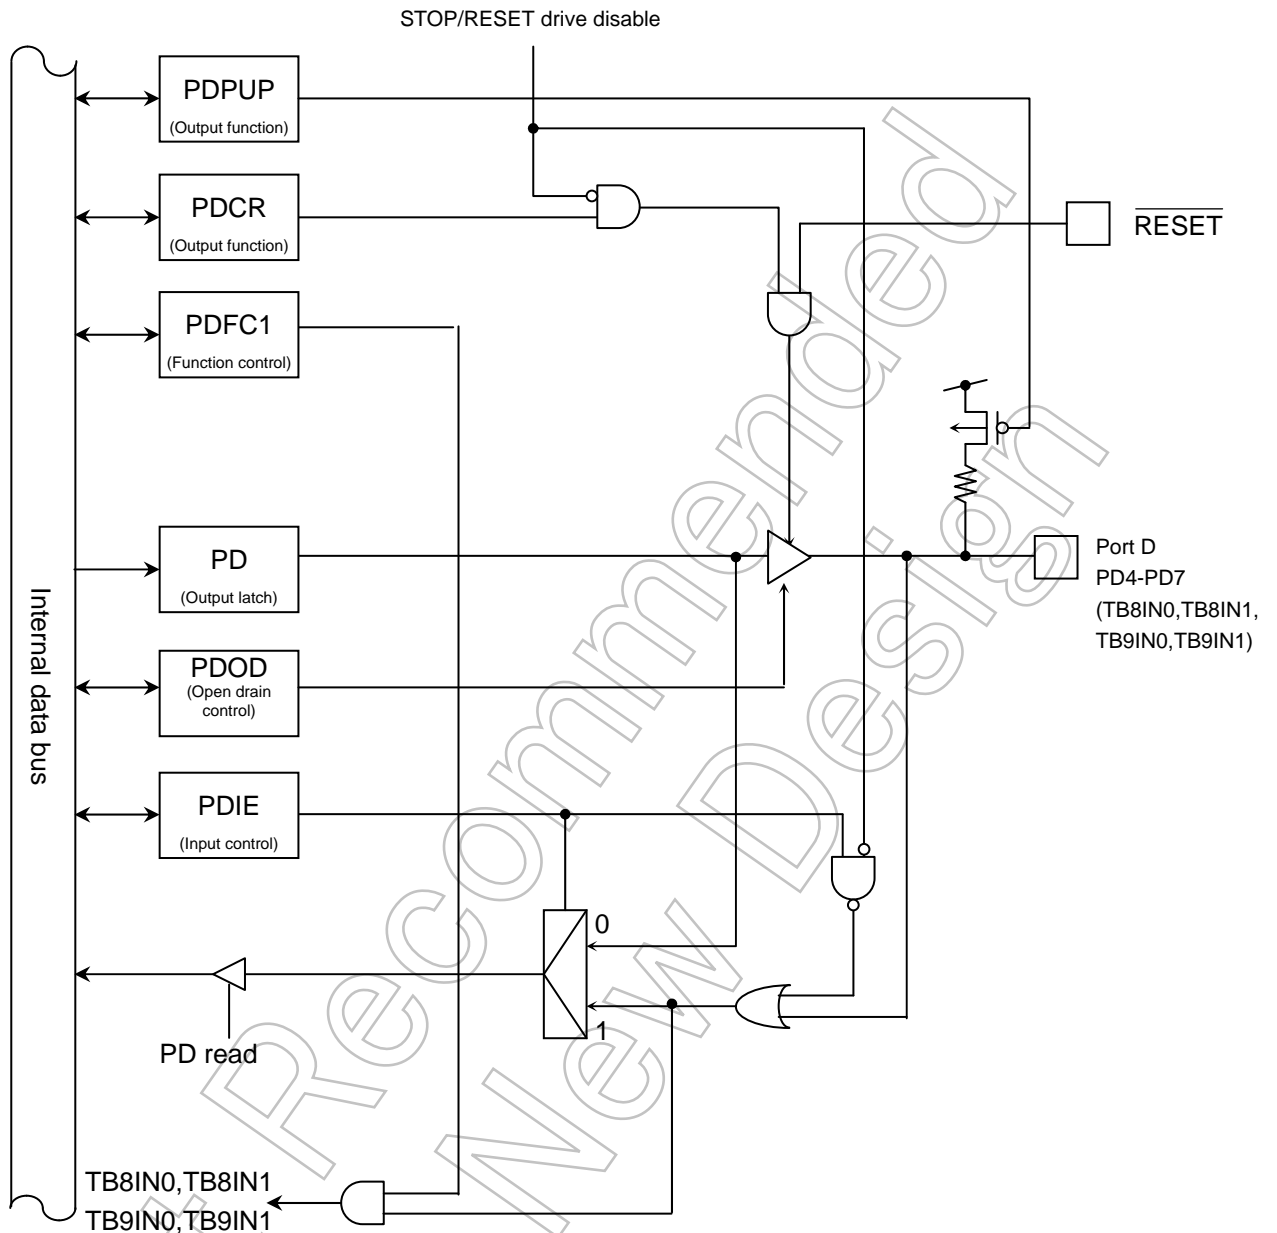 STOP/RESET drive disable
PDPUP
(Output function)
PDCR
(Output function)
RESET
PDFC1
(Function control)
PD
(Output latch)
Port D
PD4-PD7
(TB8IN0,TB8IN1,
TB9IN0,TB9IN1)
PDOD
(Open drain
control)
Internal data bus
PDIE
(Input control)
0
1
PD read
TB8IN0,TB8IN1
TB9IN0,TB9IN1
Recommended
New Design